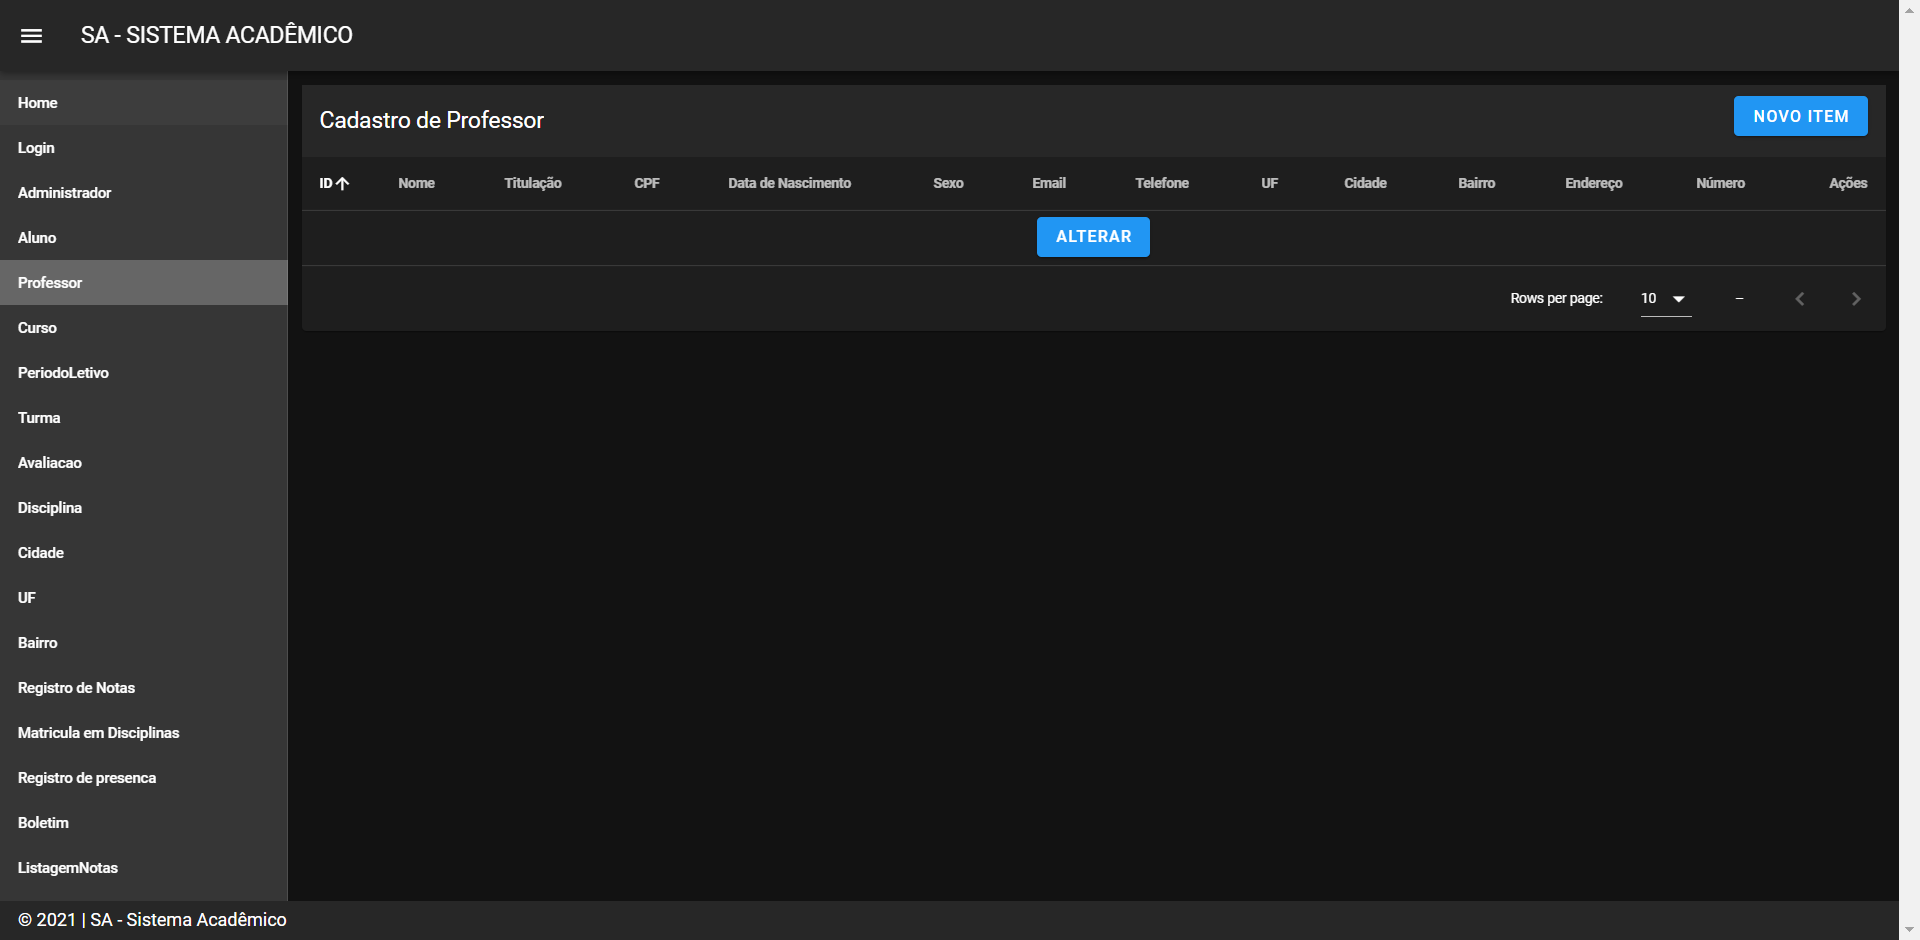 SA - SISTEMA ACADÊMICO
Home
Login
Administrador
Aluno
Professor
Curso
PeriodoLetivo
Turma
Avaliacao
Disciplina
Cidade
UF
Bairro
Registro de Notas
Matricula em Disciplinas
Registro de presenca
Boletim
ListagemNotas
Cadastro de Professor
NOVO ITEM
ID Nome Titulação CPF Data de Nascimento Sexo Email Telefone UF Cidade Bairro Endereço Número Ações
ALTERAR
Rows per page: 10 –
© 2021 | SA - Sistema Acadêmico